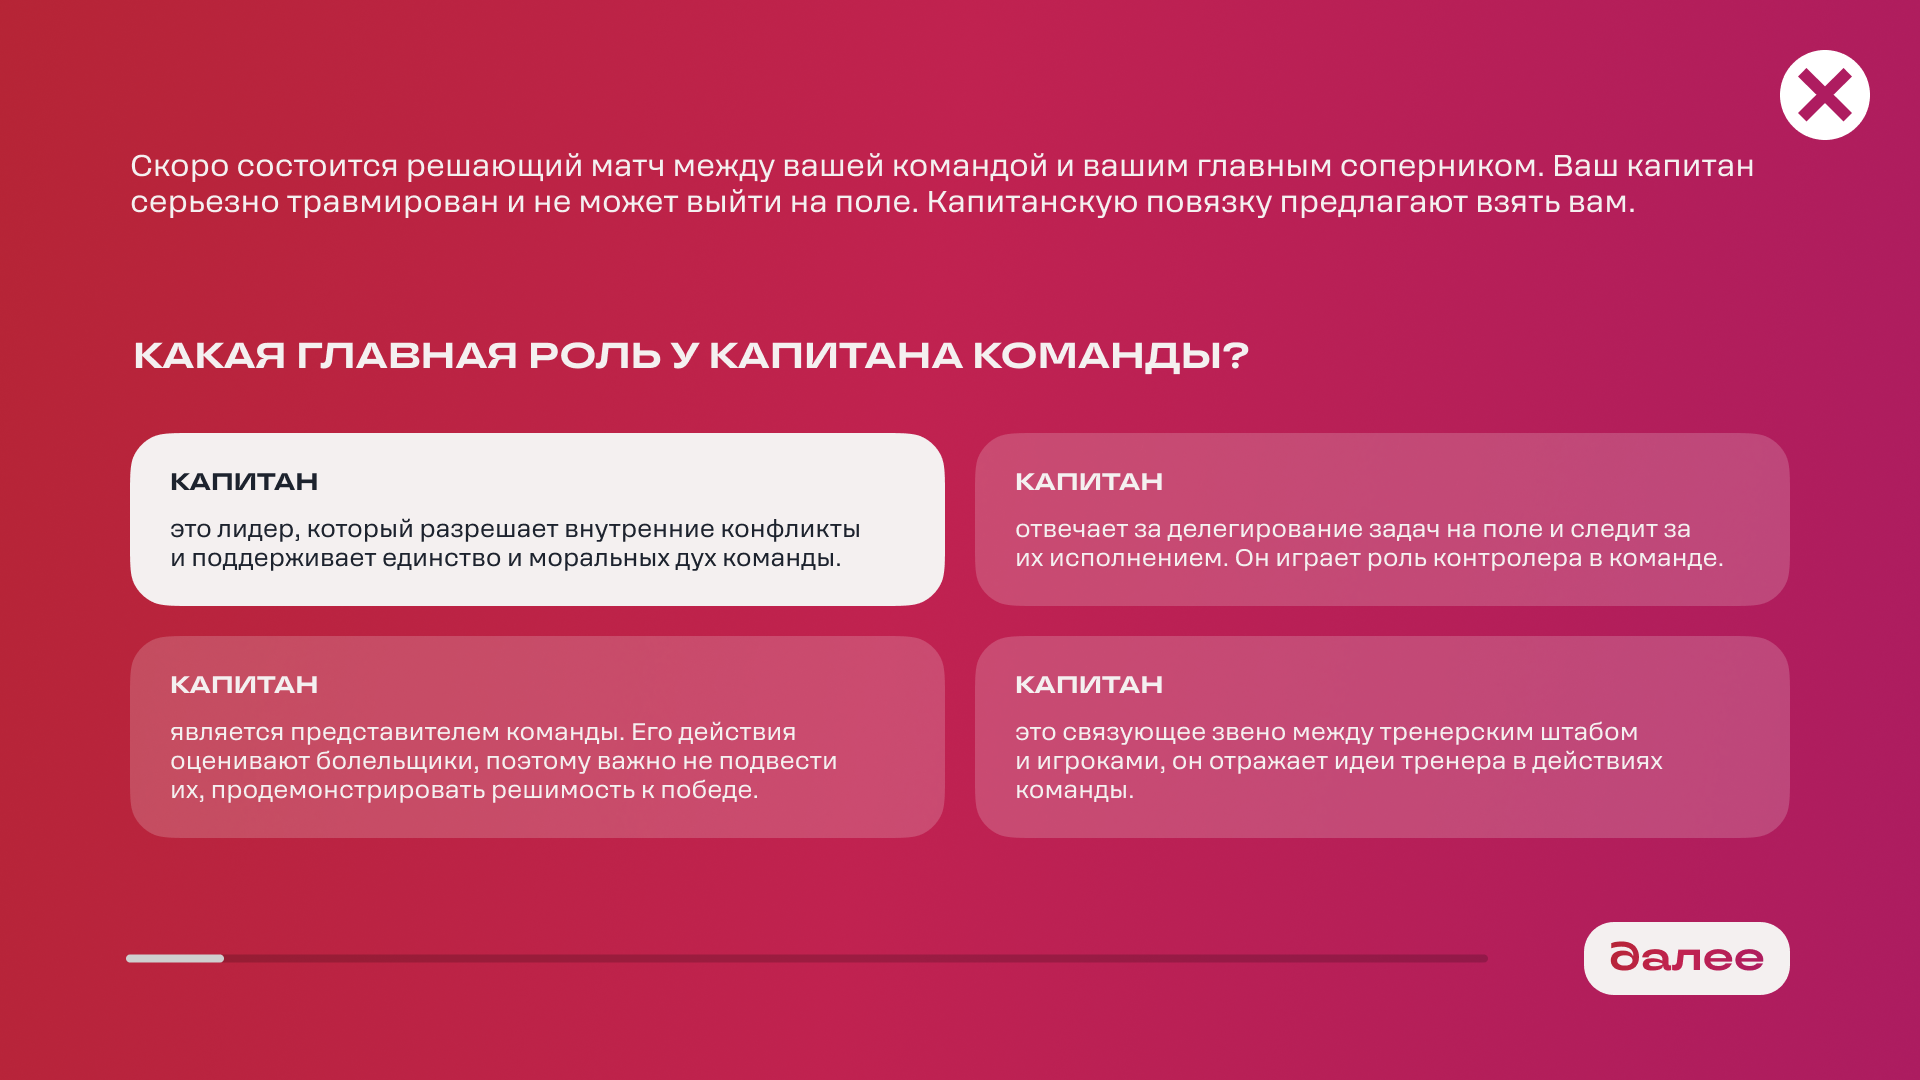 Скоро состоится решающий матч между вашей командой и вашим главным соперником. Ваш капитан
серьезно травмирован и не может выйти на поле. Капитанскую повязку предлагают взять вам.
КАКАЯ ГЛАВНАЯ РОЛЬ У КАПИТАНА КОМАНДЫ?
КАПИТАН
это лидер, который разрешает внутренние конфликты
и поддерживает единство и моральных дух команды.
КАПИТАН
отвечает за делегирование задач на поле и следит за
их исполнением. Он играет роль контролера в команде.
КАПИТАН
является представителем команды. Его действия
оценивают болельщики, поэтому важно не подвести
их, продемонстрировать решимость к победе.
КАПИТАН
это связующее звено между тренерским штабом
и игроками, он отражает идеи тренера в действиях
команды.
далее